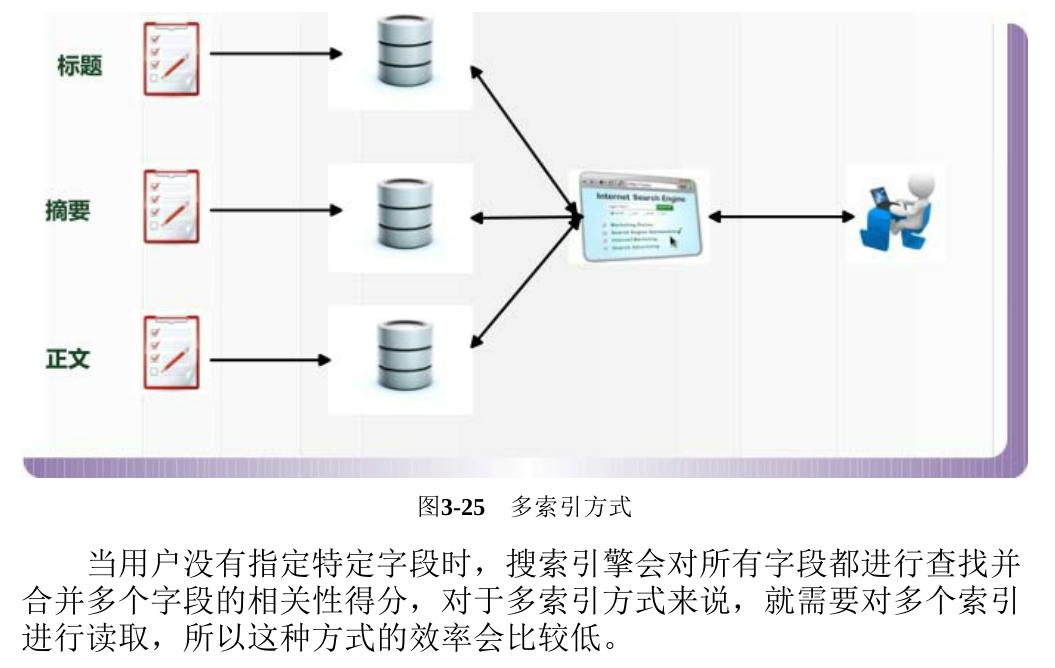 标题
摘要
正文
Internet Search Engine
图3-25 多索引方式
当用户没有指定特定字段时，搜索引擎会对所有字段都进行查找并
合并多个字段的相关性得分，对于多索引方式来说，就需要对多个索引
进行读取，所以这种方式的效率会比较低。